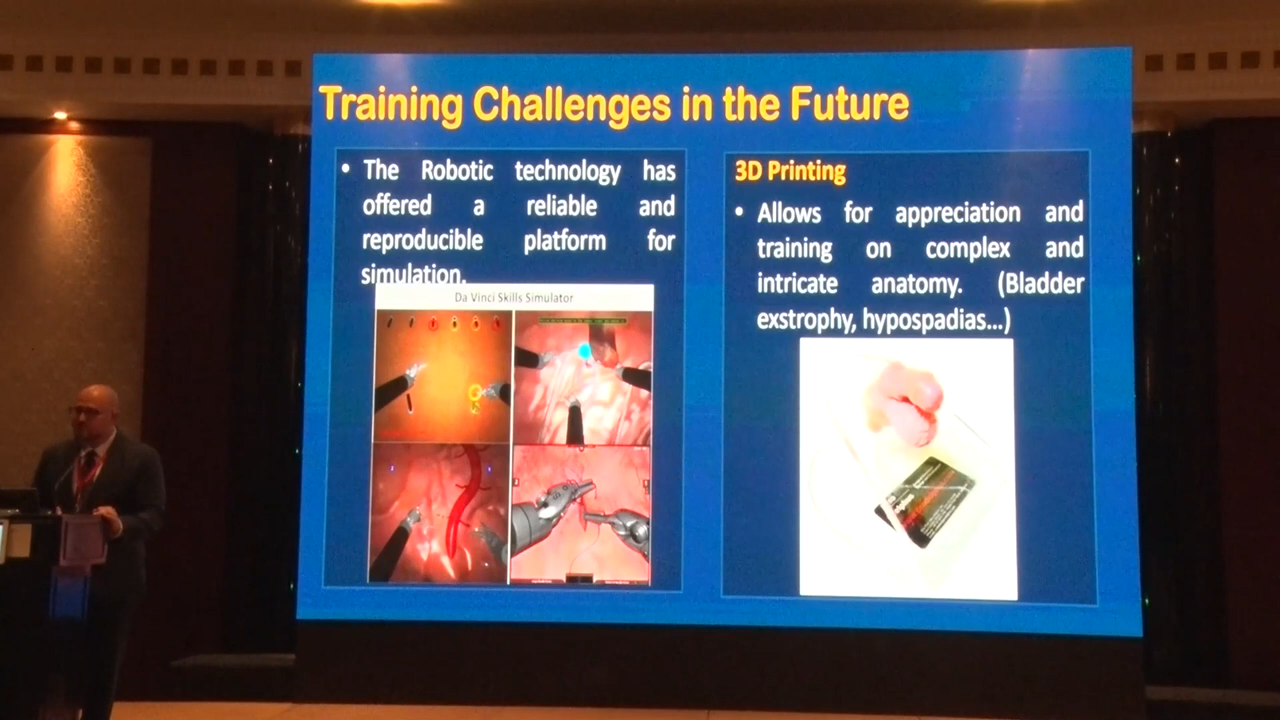 Training Challenges in the Future
• The Robotic technology has
offered a reliable and
reproducible platform for
simulation.
Da Vinci Skills Simulator
3D Printing
• Allows for appreciation and
training on complex and
intricate anatomy. (Bladder
exstrophy, hypospadias...)